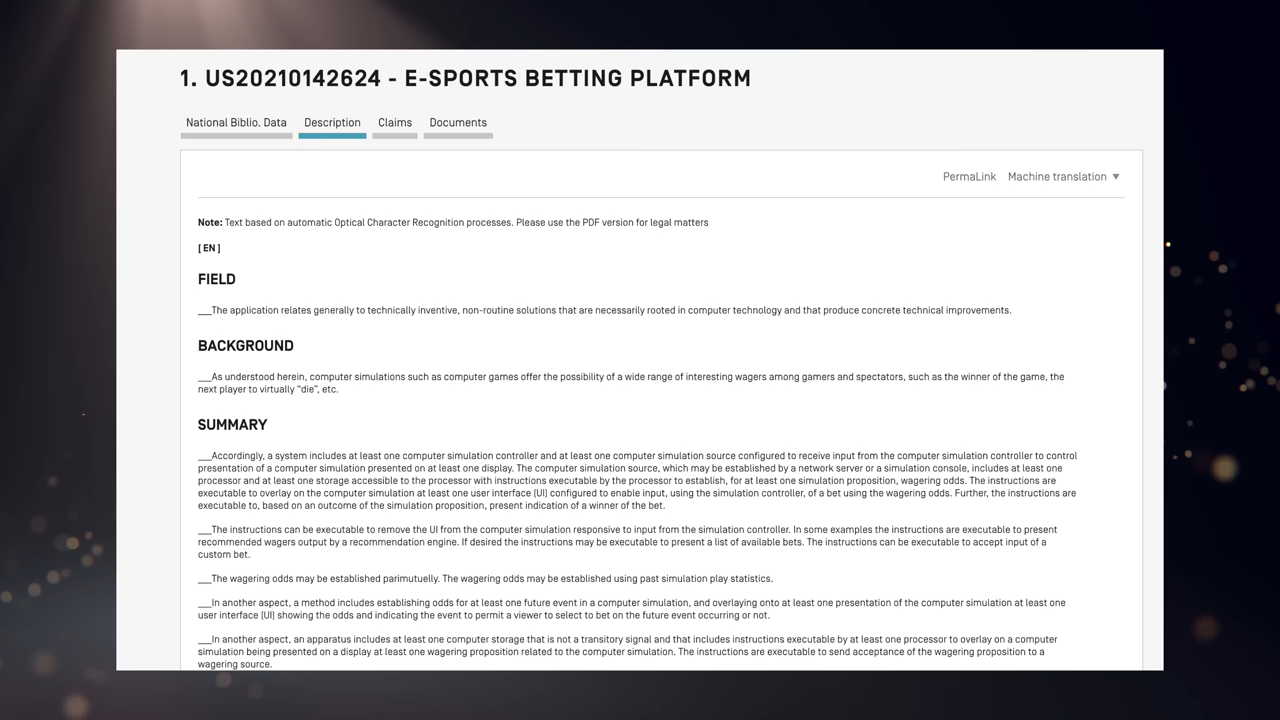 1. US20210142624 - E-SPORTS BETTING PLATFORM
National Biblio. Data Description Claims Documents
PermaLink Machine translation ▼
Note: Text based on automatic Optical Character Recognition processes. Please use the PDF version for legal matters
[ EN ]
FIELD
___The application relates generally to technically inventive, non-routine solutions that are necessarily rooted in computer technology and that produce concrete technical improvements.
BACKGROUND
___As understood herein, computer simulations such as computer games offer the possibility of a wide range of interesting wagers among gamers and spectators, such as the winner of the game, the
next player to virtually "die", etc.
SUMMARY
___Accordingly, a system includes at least one computer simulation controller and at least one computer simulation source configured to receive input from the computer simulation controller to control
presentation of a computer simulation presented on at least one display. The computer simulation source, which may be established by a network server or a simulation console, includes at least one
processor and at least one storage accessible to the processor with instructions executable by the processor to establish, for at least one simulation proposition, wagering odds. The instructions are
executable to overlay on the computer simulation at least one user interface (UI) configured to enable input, using the simulation controller, of a bet using the wagering odds. Further, the instructions are
executable to, based on an outcome of the simulation proposition, present indication of a winner of the bet.
___The instructions can be executable to remove the UI from the computer simulation responsive to input from the simulation controller. In some examples the instructions are executable to present
recommended wagers output by a recommendation engine. If desired the instructions may be executable to present a list of available bets. The instructions can be executable to accept input of a
custom bet.
___The wagering odds may be established parimutuelly. The wagering odds may be established using past simulation play statistics.
___In another aspect, a method includes establishing odds for at least one future event in a computer simulation, and overlaying onto at least one presentation of the computer simulation at least one
user interface (UI) showing the odds and indicating the event to permit a viewer to select to bet on the future event occurring or not.
___In another aspect, an apparatus includes at least one computer storage that is not a transitory signal and that includes instructions executable by at least one processor to overlay on a computer
simulation being presented on a display at least one wagering proposition related to the computer simulation. The instructions are executable to send acceptance of the wagering proposition to a
wagering source.